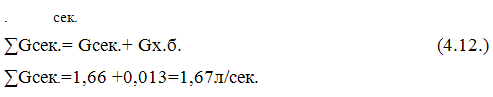 . сек.
∑Gсек.= Gсек.+ Gх.б. (4.12.)
∑Gсек.=1,66 +0,013=1,67л/сек.